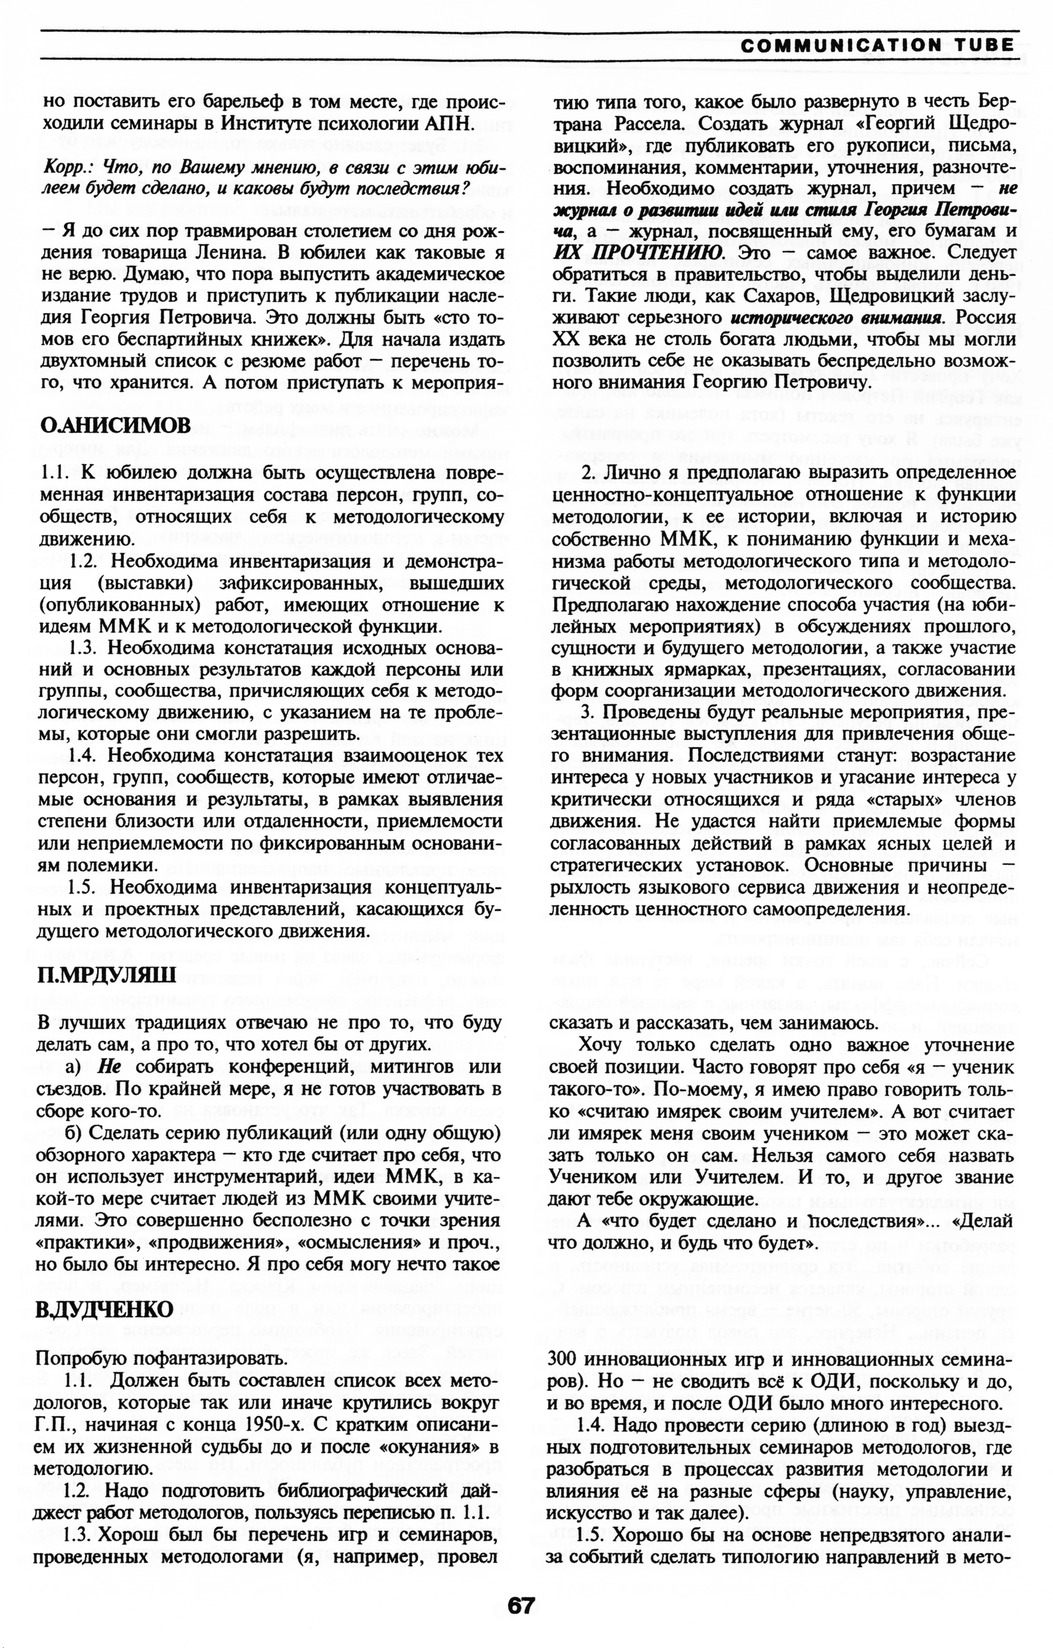 COMMUNICATION TUBE
но поставить его барельеф в том месте, где проис-
ходили семинары в Институте психологии АПН.
Корр.: Что, по Вашему мнению, в связи с этим юби-
леем будет сделано, и каковы будут последствия?
— Я до сих пор травмирован столетием со дня рож-
дения товарища Ленина. В юбилеи как таковые я
не верю. Думаю, что пора выпустить академическое
издание трудов и приступить к публикации насле-
дия Георгия Петровича. Это должны быть «сто то-
мов его беспартийных книжек». Для начала издать
двухтомный список с резюме работ — перечень то-
го, что хранится. А потом приступать к мероприя-
тию типа того, какое было развернуто в честь Бер-
трана Рассела. Создать журнал «Георгий Щедро-
вицкий», где публиковать его рукописи, письма,
воспоминания, комментарии, уточнения, разночте-
ния. Необходимо создать журнал, причем — не
журнал о развитии идей или стиля Георгия Петрови-
ча, а — журнал, посвященный ему, его бумагам и
ИХ ПРОЧТЕНИЮ. Это — самое важное. Следует
обратиться в правительство, чтобы выделили день-
ги. Такие люди, как Сахаров, Щедровицкий заслу-
живают серьезного исторического внимания. Россия
XX века не столь богата людьми, чтобы мы могли
позволить себе не оказывать беспредельно возмож-
ного внимания Георгию Петровичу.
О.АНИСИМОВ
1.1. К юбилею должна быть осуществлена повре-
менная инвентаризация состава персон, групп, со-
обществ, относящих себя к методологическому
движению.
1.2. Необходима инвентаризация и демонстра-
ция (выставки) зафиксированных, вышедших
(опубликованных) работ, имеющих отношение к
идеям ММК и к методологической функции.
1.3. Необходима констатация исходных основа-
ний и основных результатов каждой персоны или
группы, сообщества, причисляющих себя к методо-
логическому движению, с указанием на те пробле-
мы, которые они смогли разрешить.
1.4. Необходима констатация взаимооценок тех
персон, групп, сообществ, которые имеют отличае-
мые основания и результаты, в рамках выявления
степени близости или отдаленности, приемлемости
или неприемлемости по фиксированным основани-
ям полемики.
1.5. Необходима инвентаризация концептуаль-
ных и проектных представлений, касающихся бу-
дущего методологического движения.
2. Лично я предполагаю выразить определенное
ценностно-концептуальное отношение к функции
методологии, к ее истории, включая и историю
собственно ММК, к пониманию функции и меха-
низма работы методологического типа и методоло-
гической среды, методологического сообщества.
Предполагаю нахождение способа участия (на юби-
лейных мероприятиях) в обсуждениях прошлого,
сущности и будущего методологии, а также участие
в книжных ярмарках, презентациях, согласовании
форм соорганизации методологического движения.
3. Проведены будут реальные мероприятия, пре-
зентационные выступления для привлечения обще-
го внимания. Последствиями станут: возрастание
интереса у новых участников и угасание интереса у
критически относящихся и ряда «старых» членов
движения. Не удастся найти приемлемые формы
согласованных действий в рамках ясных целей и
стратегических установок. Основные причины —
рыхлость языкового сервиса движения и неопреде-
ленность ценностного самоопределения.
П.МРДУЛЯШ
В лучших традициях отвечаю не про то, что буду
делать сам, а про то, что хотел бы от других.
а) Не собирать конференций, митингов или
съездов. По крайней мере, я не готов участвовать в
сборе кого-то.
б) Сделать серию публикаций (или одну общую)
обзорного характера — кто где считает про себя, что
он использует инструментарий, идеи ММК, в ка-
кой-то мере считает людей из ММК своими учите-
лями. Это совершенно бесполезно с точки зрения
«практики», «продвижения», «осмысления» и проч.,
но было бы интересно. Я про себя могу нечто такое
сказать и рассказать, чем занимаюсь.
Хочу только сделать одно важное уточнение
своей позиции. Часто говорят про себя «я — ученик
такого-то». По-моему, я имею право говорить толь-
ко «считаю имярек своим учителем». А вот считает
ли имярек меня своим учеником — это может ска-
зать только он сам. Нельзя самого себя назвать
Учеником или Учителем. И то, и другое звание
дают тебе окружающие.
А «что будет сделано и последствия»... «Делай
что должно, и будь что будет».
В.ДУДЧЕНКО
Попробую пофантазировать.
1.1. Должен быть составлен список всех мето-
дологов, которые так или иначе крутились вокруг
Г.П., начиная с конца 1950-х. С кратким описани-
ем их жизненной судьбы до и после «окунания» в
методологию.
1.2. Надо подготовить библиографический дай-
джест работ методологов, пользуясь переписью п. 1.1.
1.3. Хорош был бы перечень игр и семинаров,
проведенных методологами (я, например, провел
300 инновационных игр и инновационных семина-
ров). Но — не сводить всё к ОДИ, поскольку и до,
и во время, и после ОДИ было много интересного.
1.4. Надо провести серию (длиною в год) выезд-
ных подготовительных семинаров методологов, где
разобраться в процессах развития методологии и
влияния её на разные сферы (науку, управление,
искусство и так далее).
1.5. Хорошо бы на основе непредвзятого анали-
за событий сделать типологию направлений в мето-
67